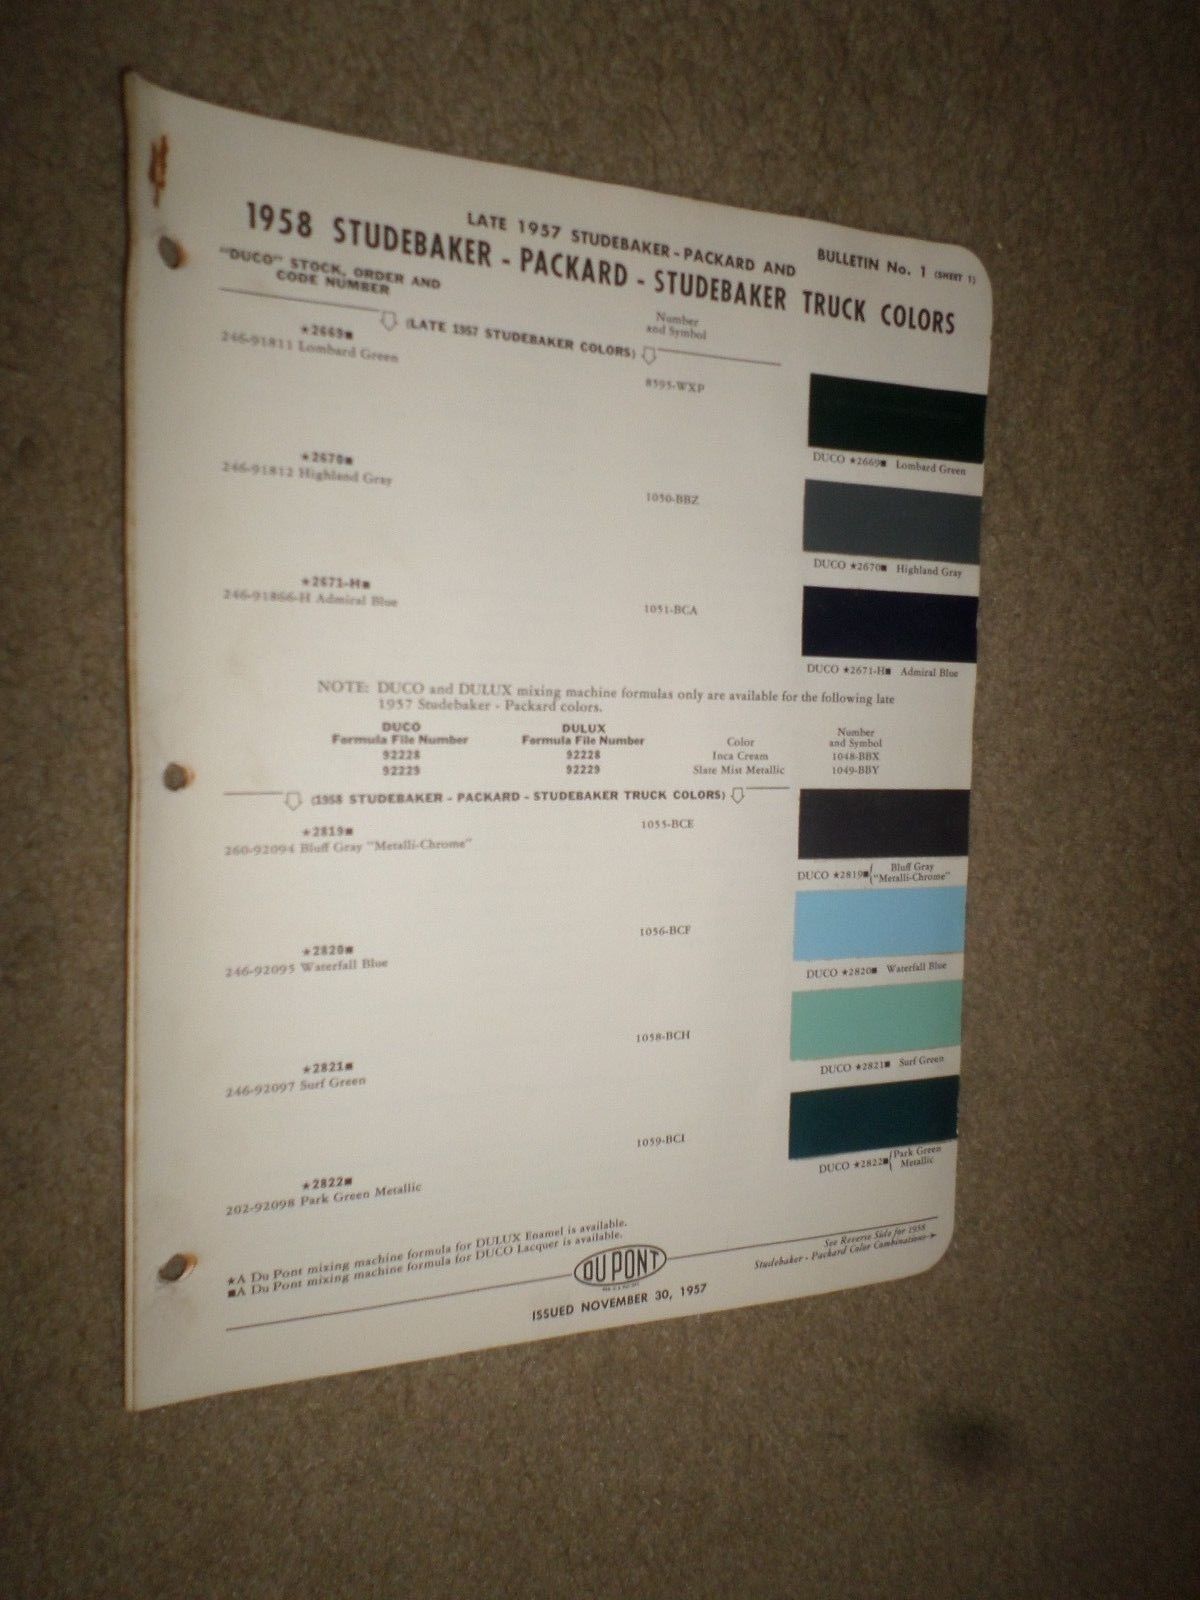 LATE 1957 STUDEBAKER - PACKARD AND
BULLETIN No. 1 (SHEET 1)
1958 STUDEBAKER - PACKARD - STUDEBAKER TRUCK COLORS
"DUCO" STOCK, ORDER AND
CODE NUMBER
Number
and Symbol
(LATE 1957 STUDEBAKER COLORS)
★2669■
246-91811 Lombard Green
8595-WXP
DUCO ★2669■ Lombard Green
★2670■
246-91812 Highland Gray
1050-BBZ
DUCO ★2670■ Highland Gray
★2671-H■
246-91866-H Admiral Blue
1051-BCA
DUCO ★2671-H■ Admiral Blue
NOTE: DUCO and DULUX mixing machine formulas only are available for the following late
1957 Studebaker - Packard colors.
DUCO
Formula File Number
DULUX
Formula File Number
Color
Number
and Symbol
92228 92228 Inca Cream 1048-BBX
92229 92229 Slate Mist Metallic 1049-BBY
(1958 STUDEBAKER - PACKARD - STUDEBAKER TRUCK COLORS)
★2819■
260-92094 Bluff Gray "Metalli-Chrome"
1055-BCE
DUCO ★2819■ { Bluff Gray
"Metalli-Chrome"
★2820■
246-92095 Waterfall Blue
1056-BCF
DUCO ★2820■ Waterfall Blue
★2821■
246-92097 Surf Green
1058-BCH
DUCO ★2821■ Surf Green
★2822■
202-92098 Park Green Metallic
1059-BCI
DUCO ★2822■ { Park Green
Metallic
★A Du Pont mixing machine formula for DULUX Enamel is available.
■A Du Pont mixing machine formula for DUCO Lacquer is available.
DU PONT
ISSUED NOVEMBER 30, 1957
See Reverse Side for 1958
Studebaker - Packard Color Combinations